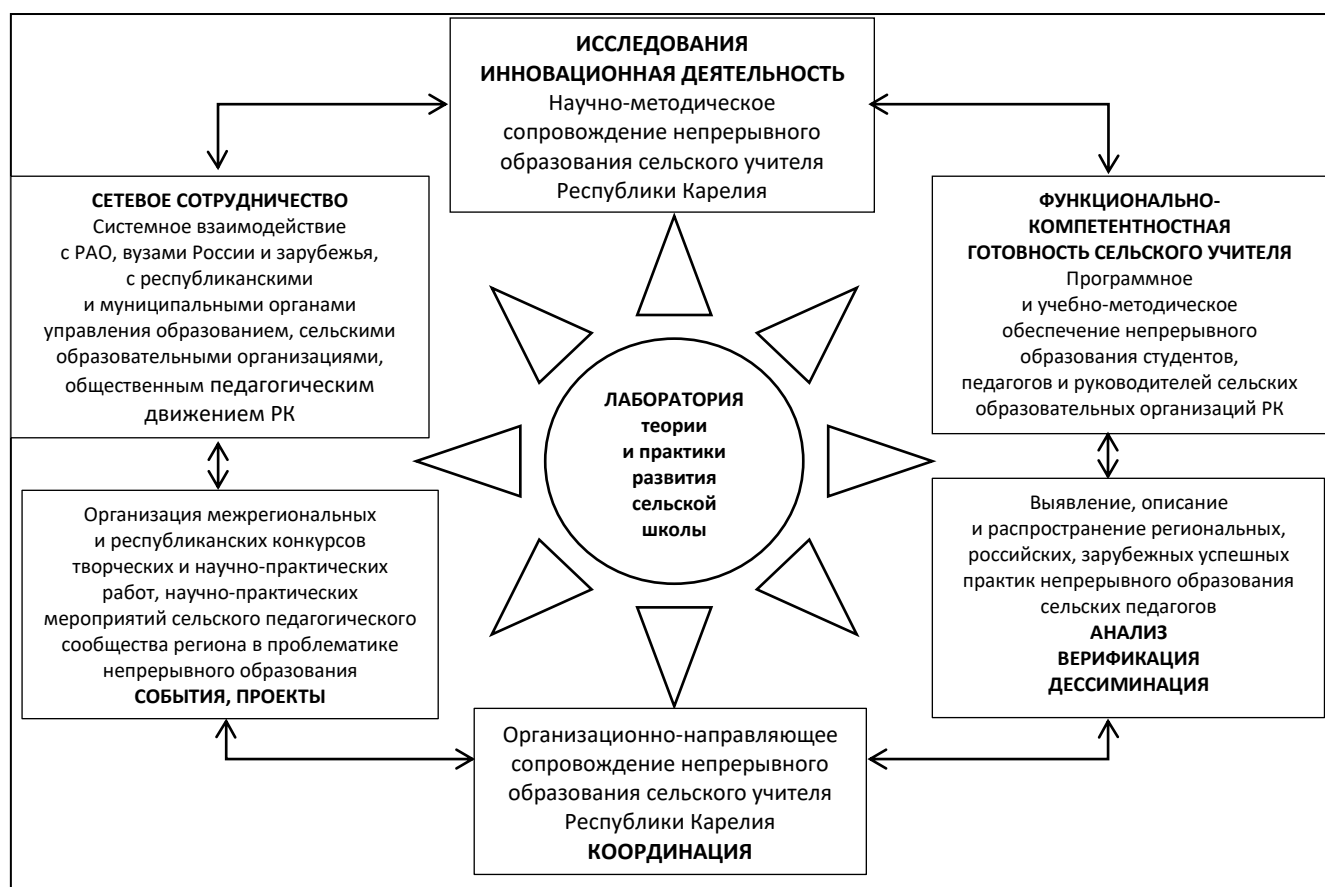 ИССЛЕДОВАНИЯ
ИННОВАЦИОННАЯ ДЕЯТЕЛЬНОСТЬ
Научно-методическое
сопровождение непрерывного
образования сельского учителя
Республики Карелия
СЕТЕВОЕ СОТРУДНИЧЕСТВО
Системное взаимодействие
с РАО, вузами России и зарубежья,
с республиканскими
и муниципальными органами
управления образованием, сельскими
образовательными организациями,
общественным педагогическим
движением РК
ФУНКЦИОНАЛЬНО-
КОМПЕТЕНТНОСТНАЯ
ГОТОВНОСТЬ СЕЛЬСКОГО УЧИТЕЛЯ
Программное
и учебно-методическое
обеспечение непрерывного
образования студентов,
педагогов и руководителей сельских
образовательных организаций РК
ЛАБОРАТОРИЯ
теории
и практики
развития
сельской
школы
Организация межрегиональных
и республиканских конкурсов
творческих и научно-практических
работ, научно-практических
мероприятий сельского педагогического
сообщества региона в проблематике
непрерывного образования
СОБЫТИЯ, ПРОЕКТЫ
Выявление, описание
и распространение региональных,
российских, зарубежных успешных
практик непрерывного образования
сельских педагогов
АНАЛИЗ
ВЕРИФИКАЦИЯ
ДЕССИМИНАЦИЯ
Организационно-направляющее
сопровождение непрерывного
образования сельского учителя
Республики Карелия
КООРДИНАЦИЯ